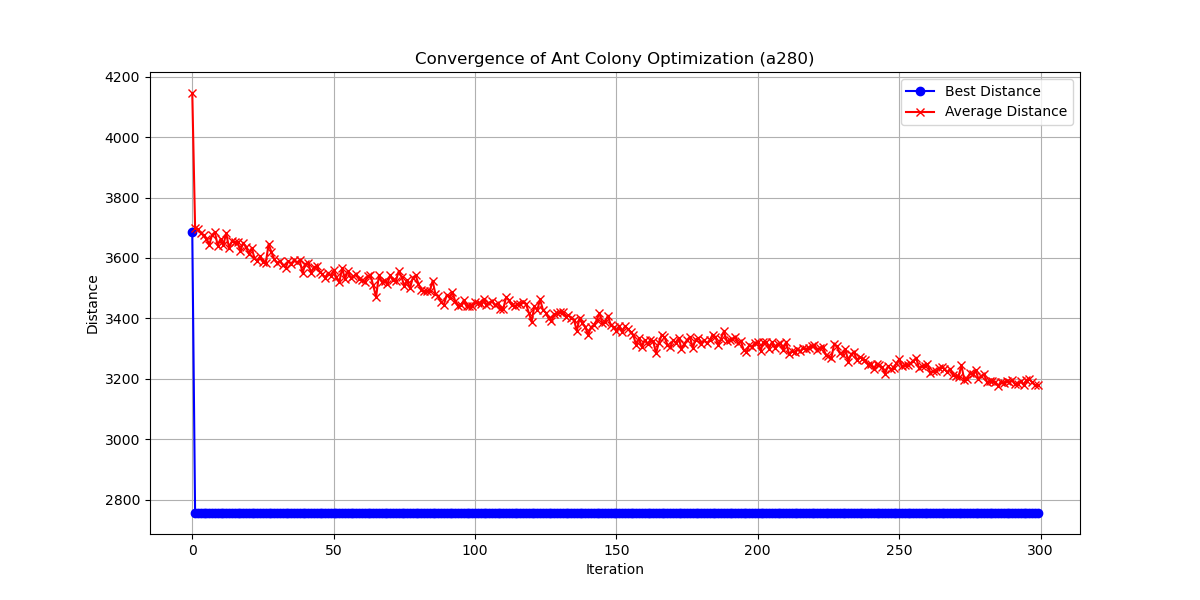 Convergence of Ant Colony Optimization (a280)
Best Distance
Average Distance
4200
4000
3800
3600
3400
3200
3000
2800
Distance
0 50 100 150 200 250 300
Iteration